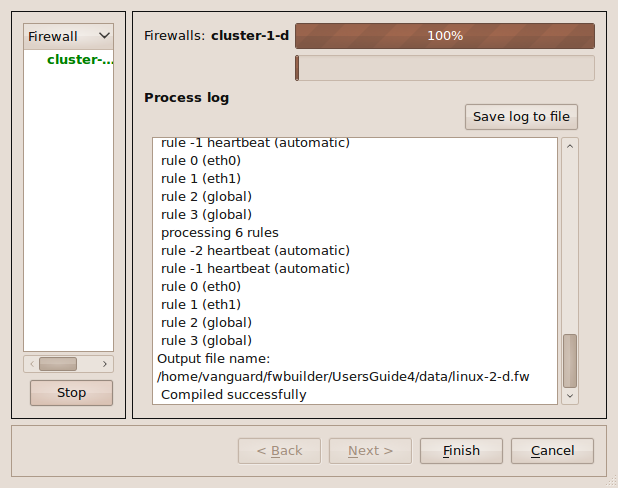 Firewall
cluster-...
Stop
Firewalls: cluster-1-d 100%
Process log
Save log to file
rule -1 heartbeat (automatic)
rule 0 (eth0)
rule 1 (eth1)
rule 2 (global)
rule 3 (global)
processing 6 rules
rule -2 heartbeat (automatic)
rule -1 heartbeat (automatic)
rule 0 (eth0)
rule 1 (eth1)
rule 2 (global)
rule 3 (global)
Output file name:
/home/vanguard/fwbuilder/UsersGuide4/data/linux-2-d.fw
Compiled successfully
< Back Next > Finish Cancel